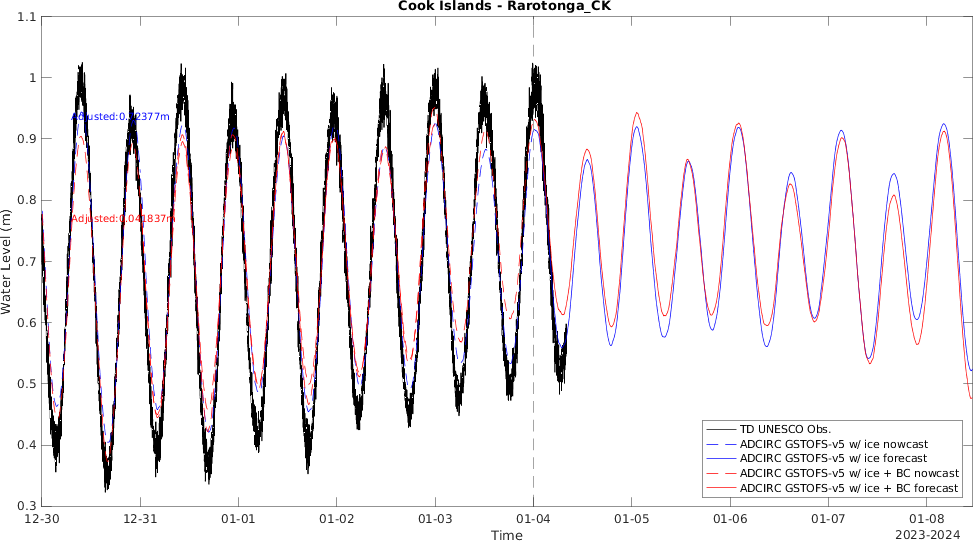 Cook Islands - Rarotonga_CK
1.1
1
0.9
0.8
0.7
0.6
0.5
0.4
0.3
Water Level (m)
Adjusted:0.041837m
TD UNESCO Obs.
ADCIRC GSTOFS-v5 w/ ice nowcast
ADCIRC GSTOFS-v5 w/ ice forecast
ADCIRC GSTOFS-v5 w/ ice + BC nowcast
ADCIRC GSTOFS-v5 w/ ice + BC forecast
12-30 12-31 01-01 01-02 01-03 01-04 01-05 01-06 01-07 01-08
Time
2023-2024